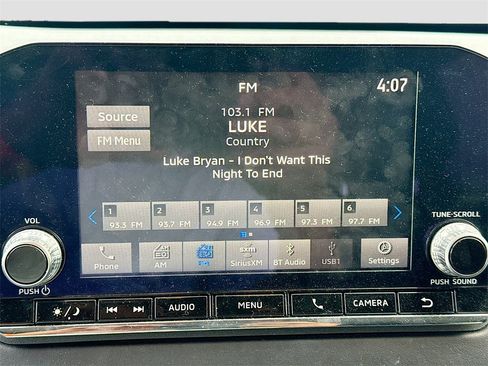 FM
4:07
Source
103.1 FM
LUKE
FM Menu
Country
Luke Bryan - I Don't Want This
Night To End
1 2 3 4 5 6
93.3 FM 93.7 FM 94.9 FM 96.9 FM 97.3 FM 97.7 FM
VOL
TUNE·SCROLL
Phone AM FM SiriusXM BT Audio USB1 Settings
PUSH
PUSH SOUND
AUDIO MENU CAMERA